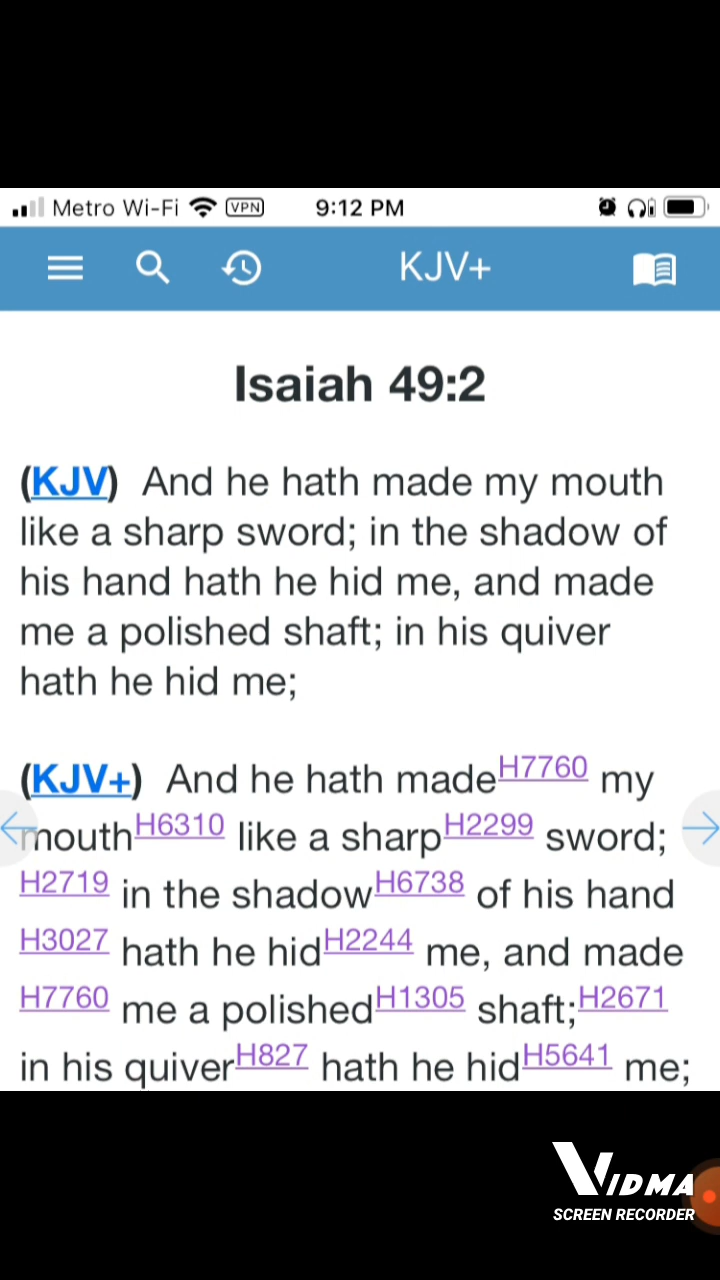 Metro Wi-Fi VPN 9:12 PM
KJV+
Isaiah 49:2
(KJV) And he hath made my mouth
like a sharp sword; in the shadow of
his hand hath he hid me, and made
me a polished shaft; in his quiver
hath he hid me;
(KJV+) And he hath madeH7760 my
mouthH6310 like a sharpH2299 sword;
H2719 in the shadowH6738 of his hand
H3027 hath he hidH2244 me, and made
H7760 me a polishedH1305 shaft;H2671
in his quiverH827 hath he hidH5641 me;
VIDMA
SCREEN RECORDER